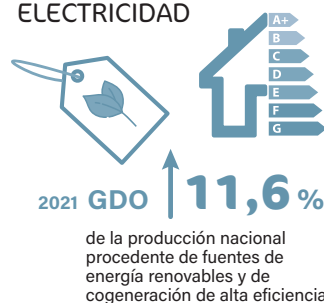 ELECTRICIDAD
A+
B
C
D
E
F
G
2021 GDO 11,6 %
de la producción nacional
procedente de fuentes de
energía renovables y de
cogeneración de alta eficiencia